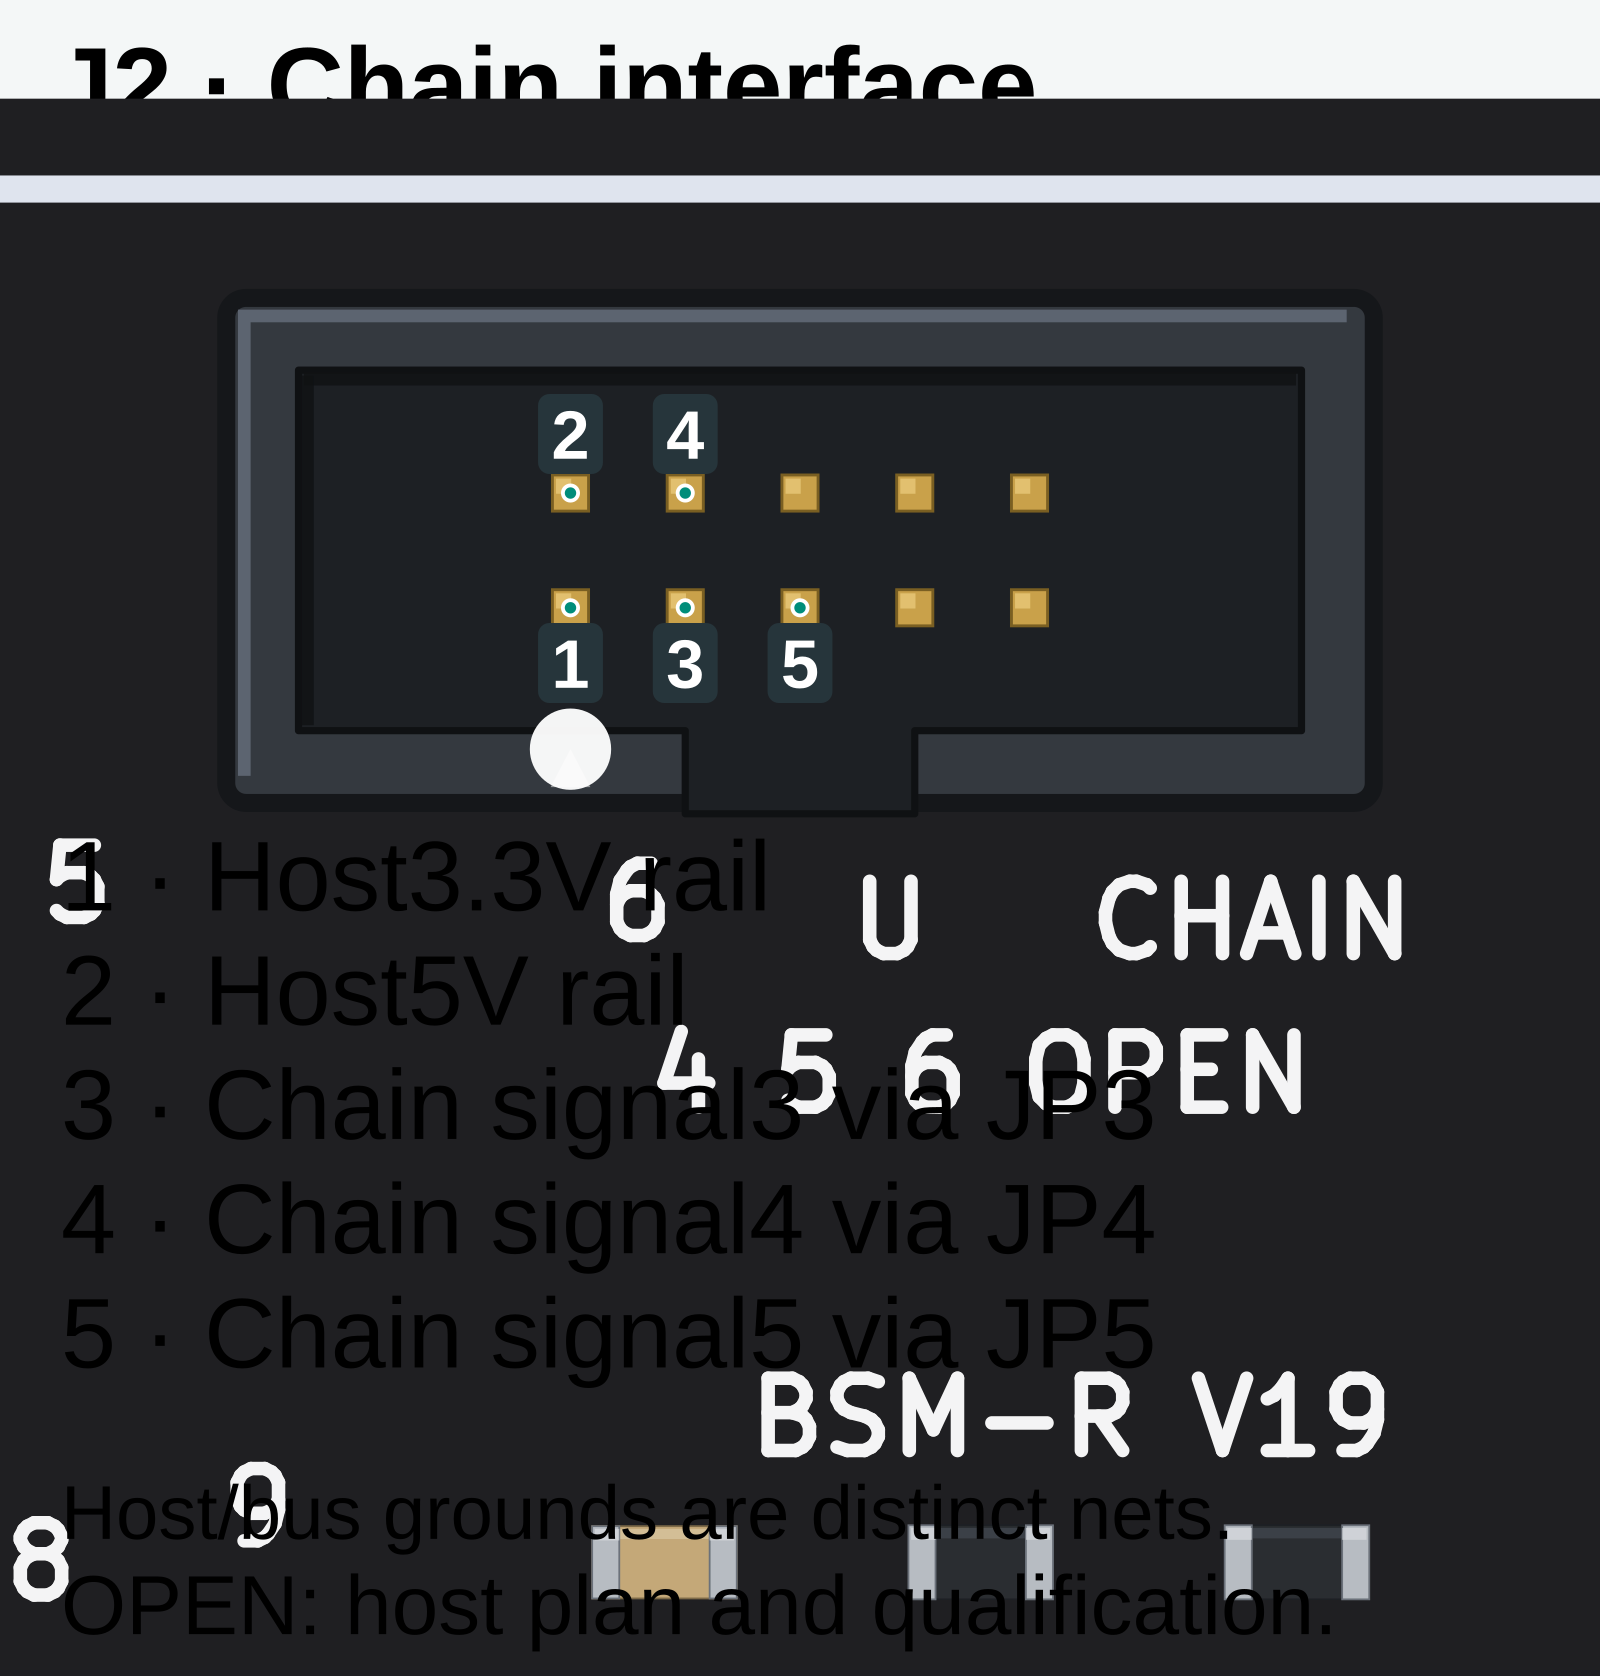 J2 · Chain interface
2 4
1 3 5
5 6 U CHAIN
1 · Host3.3V rail
2 · Host5V rail
4 5 6 OPEN
3 · Chain signal3 via JP3
4 · Chain signal4 via JP4
5 · Chain signal5 via JP5
BSM-R V19
9
Host/bus grounds are distinct nets.
8
OPEN: host plan and qualification.